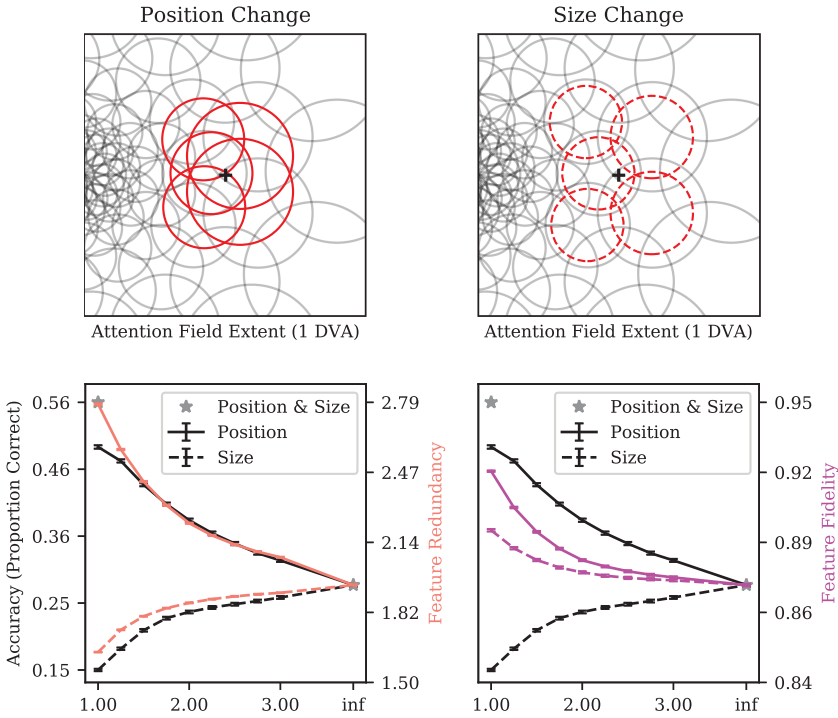 Position Change
Size Change
Attention Field Extent (1 DVA)
Attention Field Extent (1 DVA)
Accuracy (Proportion Correct)
0.56
0.46
0.36
0.25
0.15
Position & Size
Position
Size
2.79
2.47
2.14
1.82
1.50
Feature Redundancy
1.00
2.00
3.00
inf
Position & Size
Position
Size
0.95
0.92
0.89
0.86
0.84
Feature Fidelity
1.00
2.00
3.00
inf